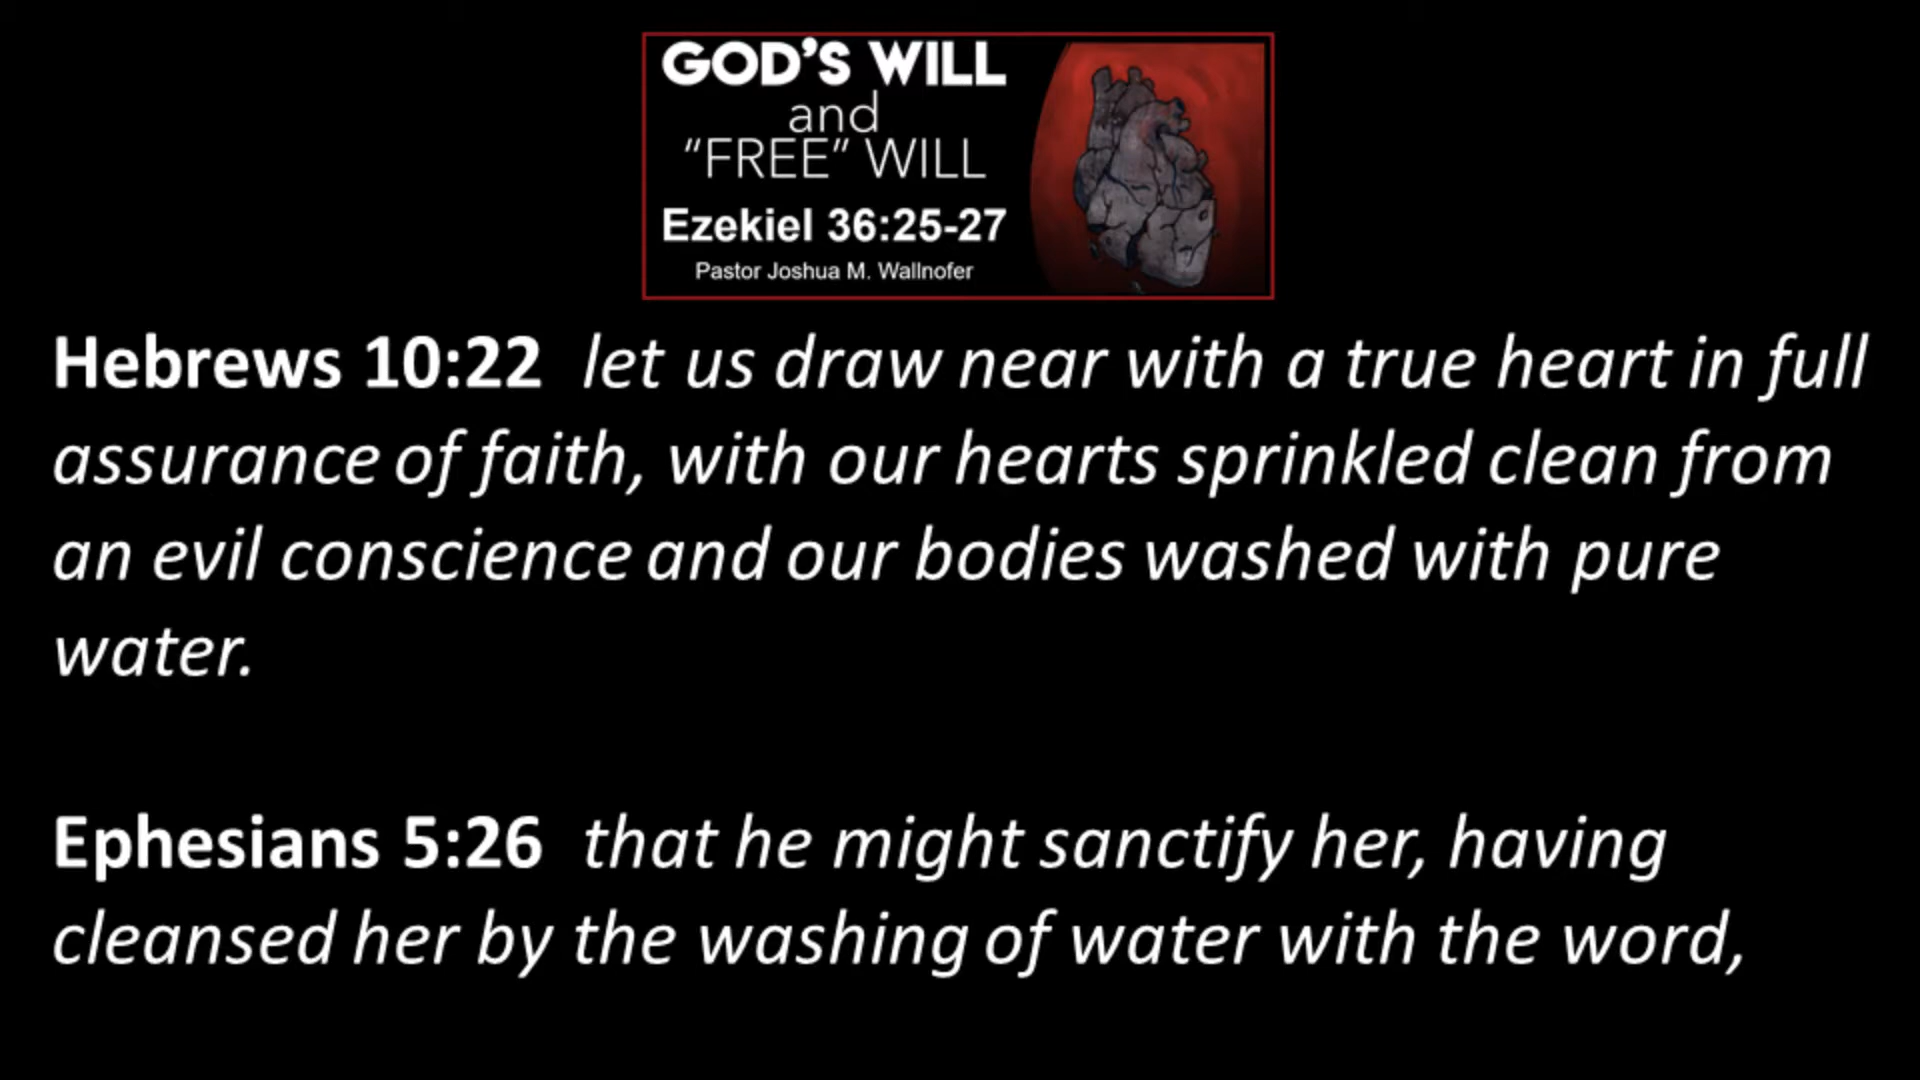 GOD'S WILL
and
"FREE" WILL
Ezekiel 36:25-27
Pastor Joshua M. Wallnofer
Hebrews 10:22 let us draw near with a true heart in full
assurance of faith, with our hearts sprinkled clean from
an evil conscience and our bodies washed with pure
water.
Ephesians 5:26 that he might sanctify her, having
cleansed her by the washing of water with the word,